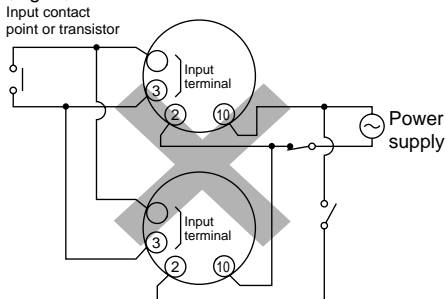 Input contact
point or transistor
Input
terminal
3
2
10
Power
supply
Input
terminal
3
2
10